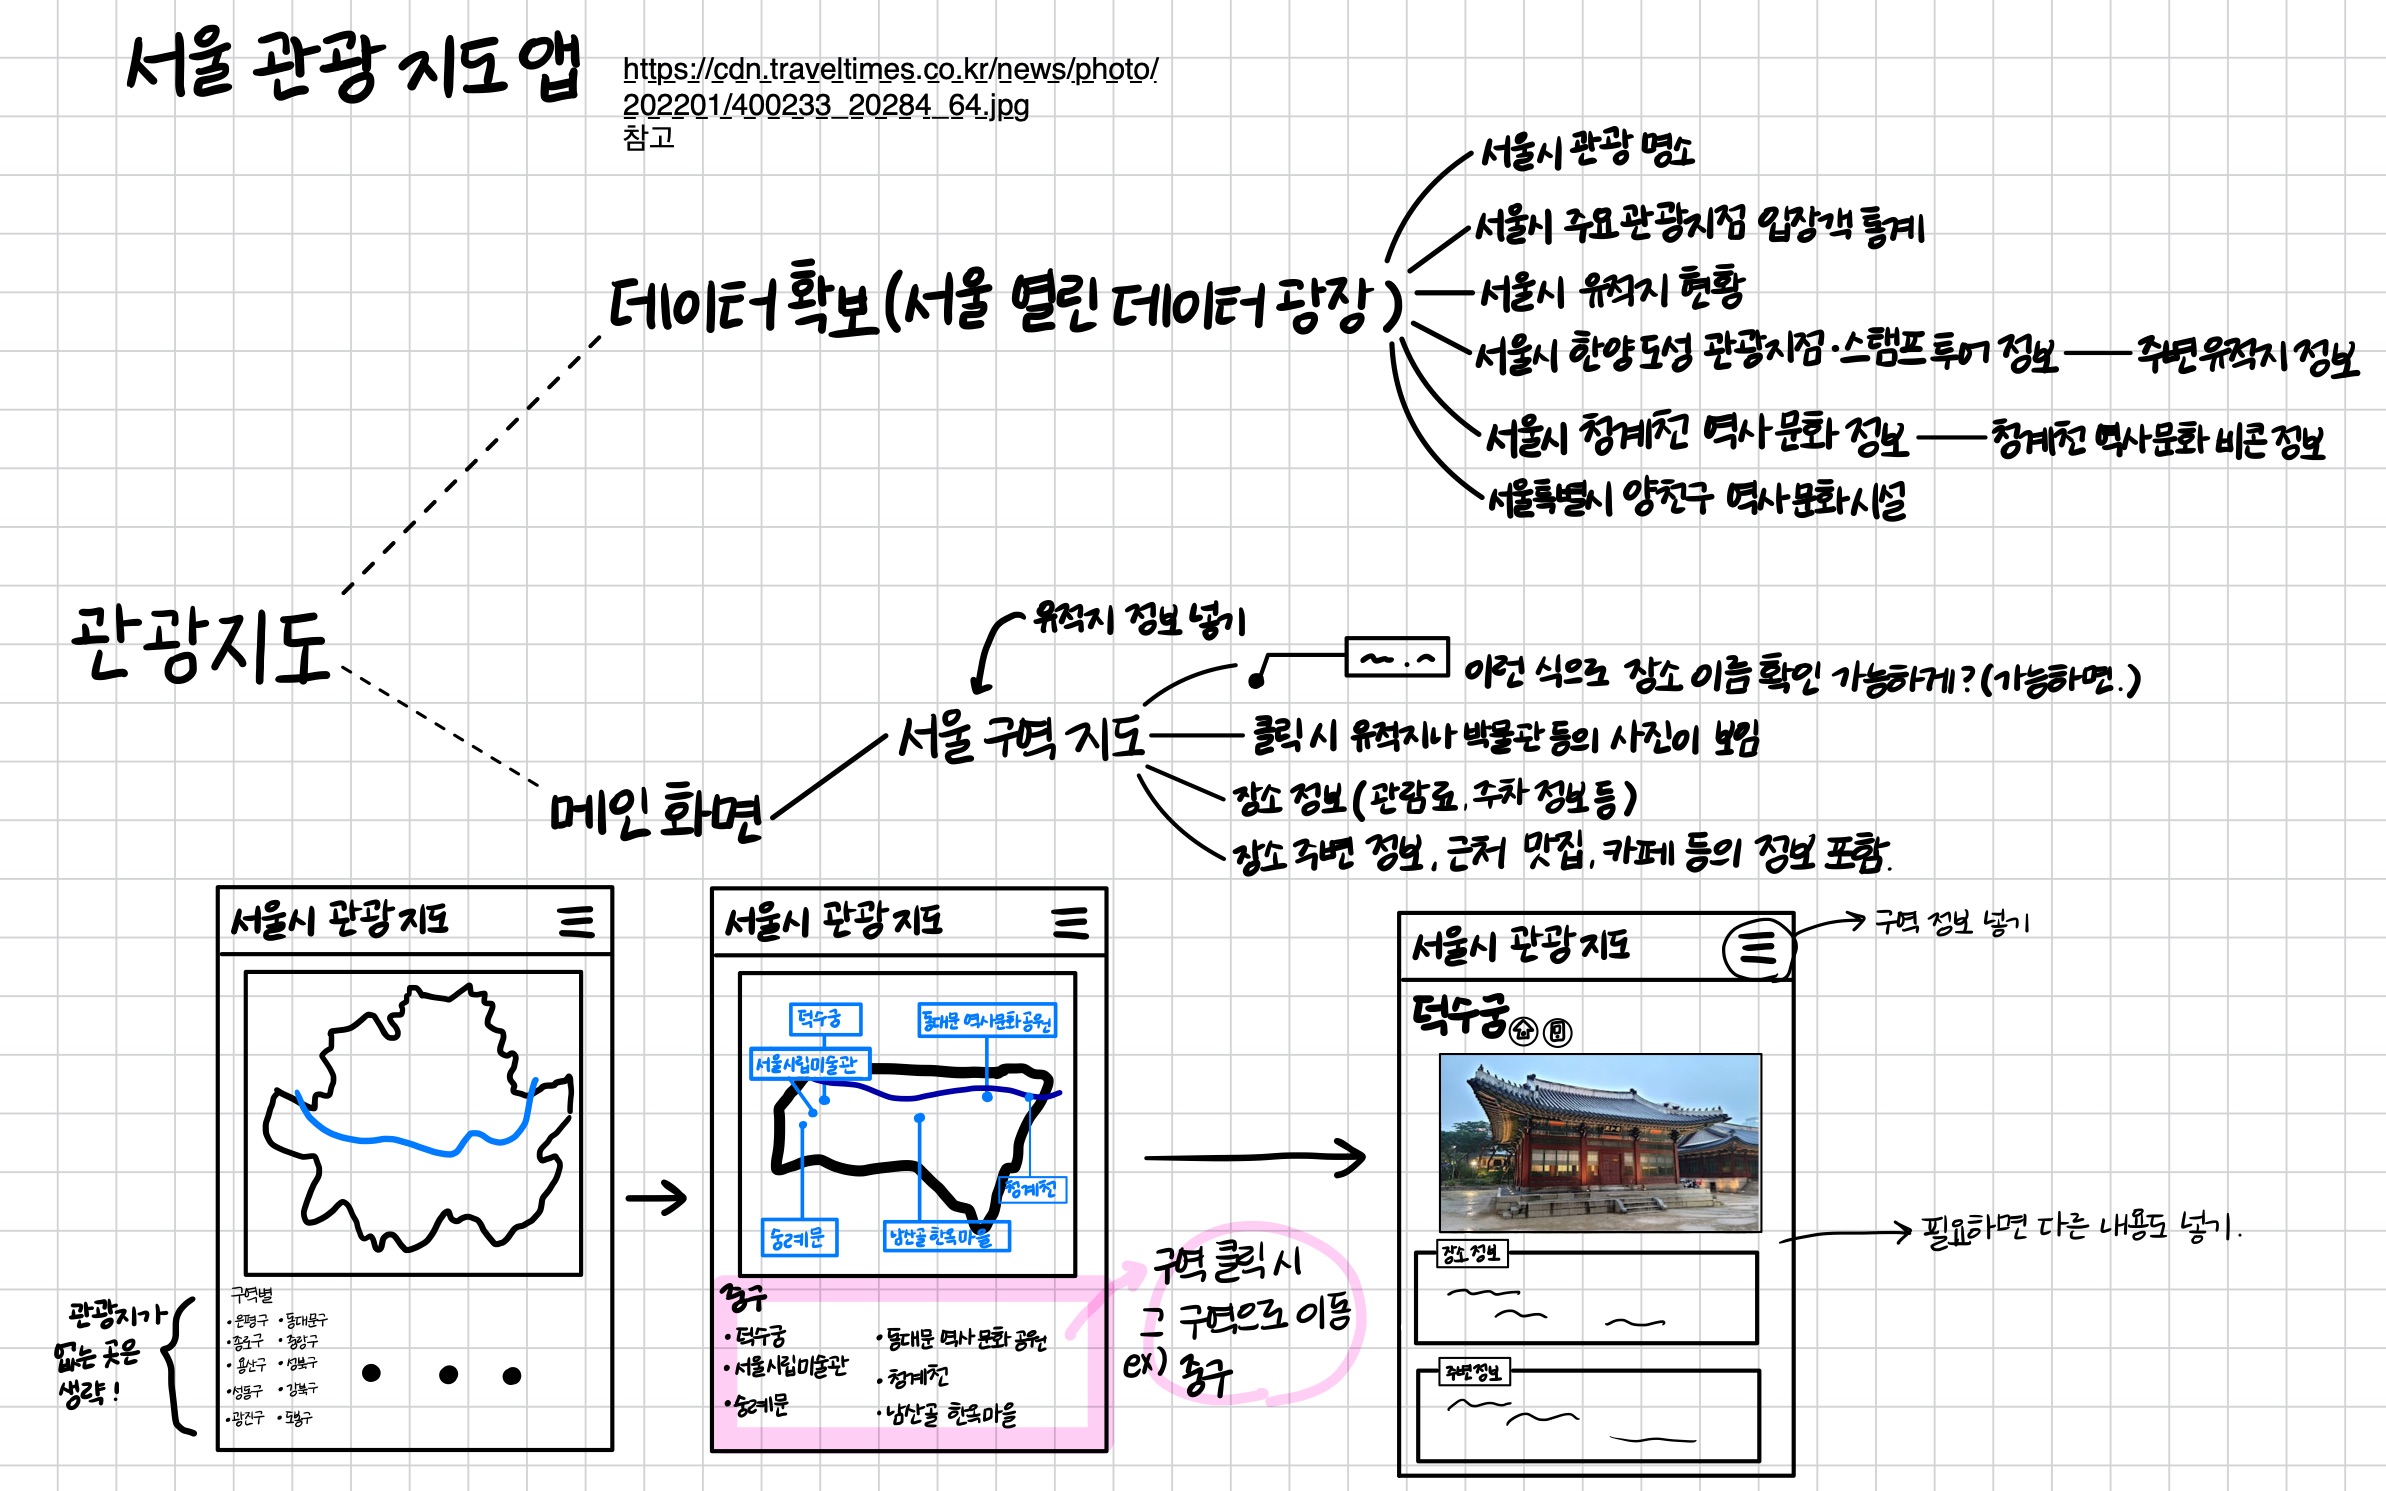 서울 관광 지도 앱
https://cdn.traveltimes.co.kr/news/photo/
202201/400233_20284_64.jpg
참고
서울시 관광 명소
서울시 주요관광지점 입장객 통계
데이터 확보(서울 열린 데이터 광장)
서울시 유적지 현황
서울시 한양도성 관광지점·스탬프 투어 정보
주변유적지 정보
서울시 청계천 역사 문화 정보
청계천 역사 문화 비콘 정보
서울특별시 양천구 역사 문화시설
관광지도
유적지 정보 넣기
이런 식으로 장소 이름 확인 가능하게?(가능하면.)
서울 구역 지도
클릭 시 유적지나 박물관 등의 사진이 보임
장소 정보(관람료, 주차 정보 등)
장소 주변 정보, 근처 맛집, 카페 등의 정보 포함.
메인 화면
서울시 관광 지도
구역별
•은평구 •동대문구
•종로구 •중랑구
•용산구 •성북구
•성동구 •강북구
•광진구 •도봉구
관광지가
없는 곳은
생략!
서울시 관광 지도
덕수궁
동대문 역사문화공원
서울시립미술관
청계천
숭례문
남산골 한옥마을
중구
•덕수궁 •동대문 역사 문화 공원
•서울시립미술관 •청계천
•숭례문 •남산골 한옥마을
구역 클릭 시
그 구역으로 이동
ex) 중구
서울시 관광 지도
구역 정보 넣기
덕수궁
장소 정보
주변 정보
필요하면 다른 내용도 넣기.